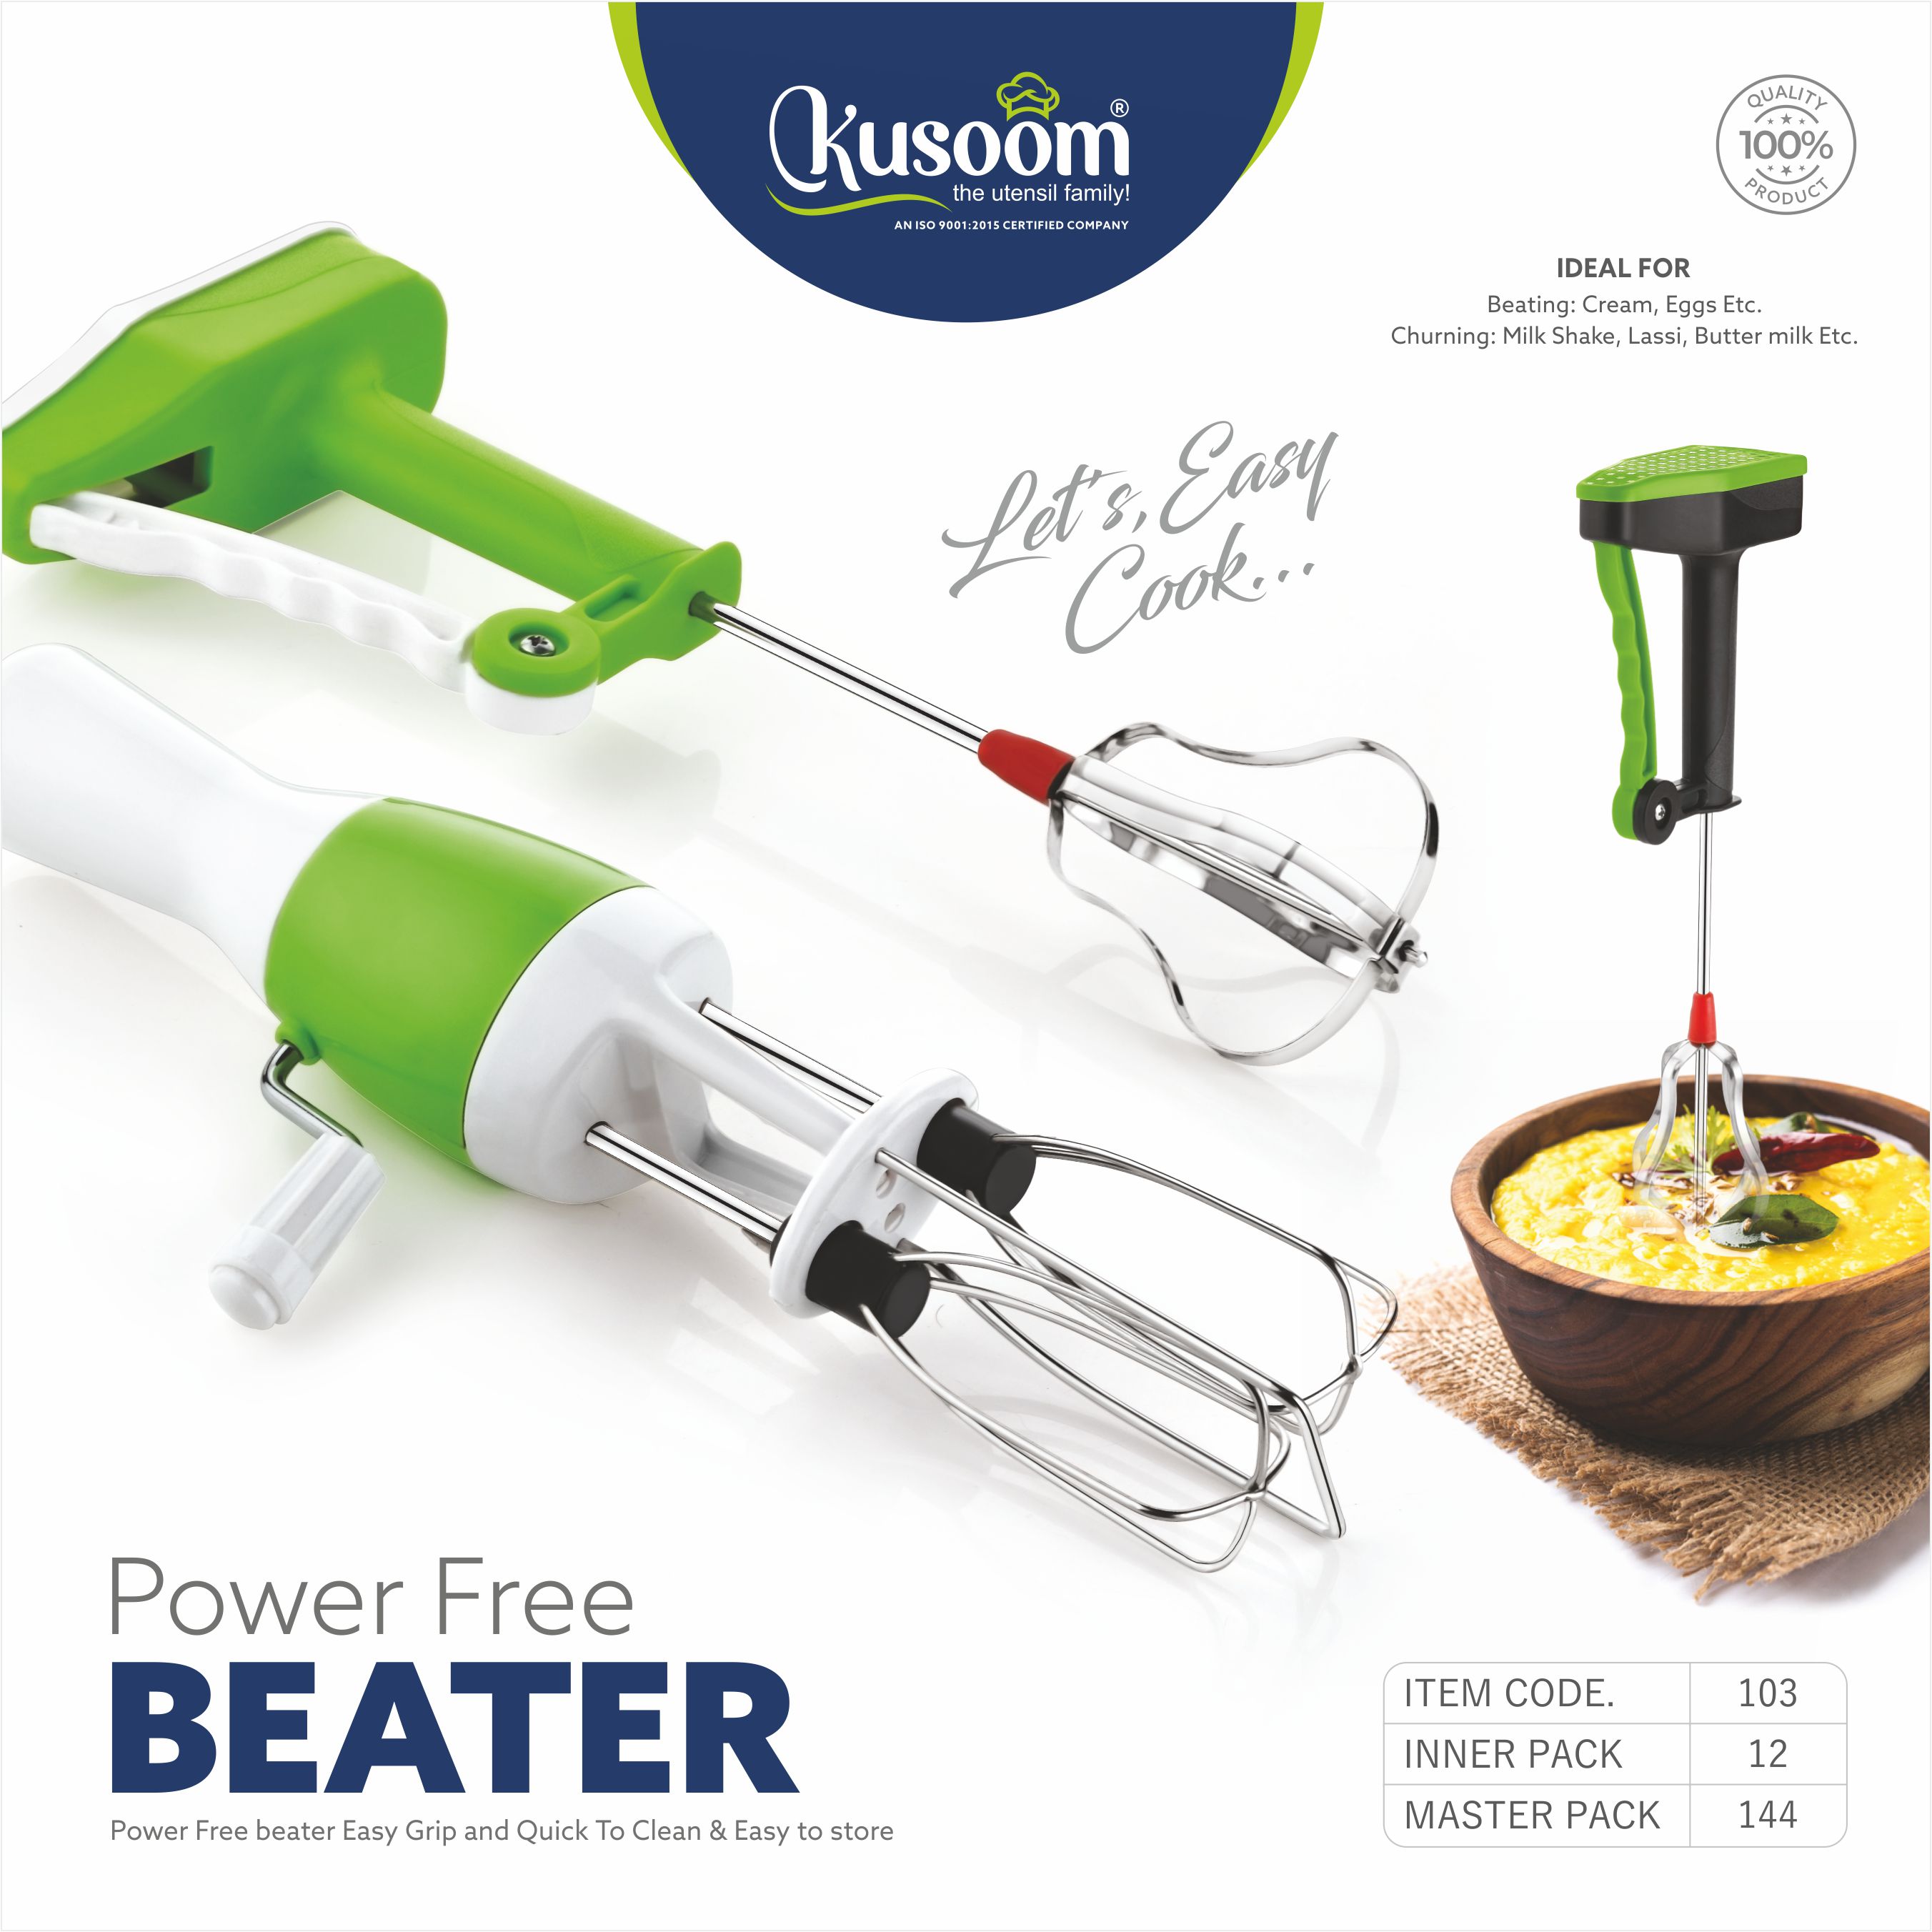 Kusoom®
the utensil family!
AN ISO 9001:2015 CERTIFIED COMPANY
QUALITY
100%
PRODUCT
IDEAL FOR
Beating: Cream, Eggs Etc.
Churning: Milk Shake, Lassi, Butter milk Etc.
Let's, Easy
Cook...
Power Free
BEATER
Power Free beater Easy Grip and Quick To Clean & Easy to store
ITEM CODE. 103
INNER PACK 12
MASTER PACK 144